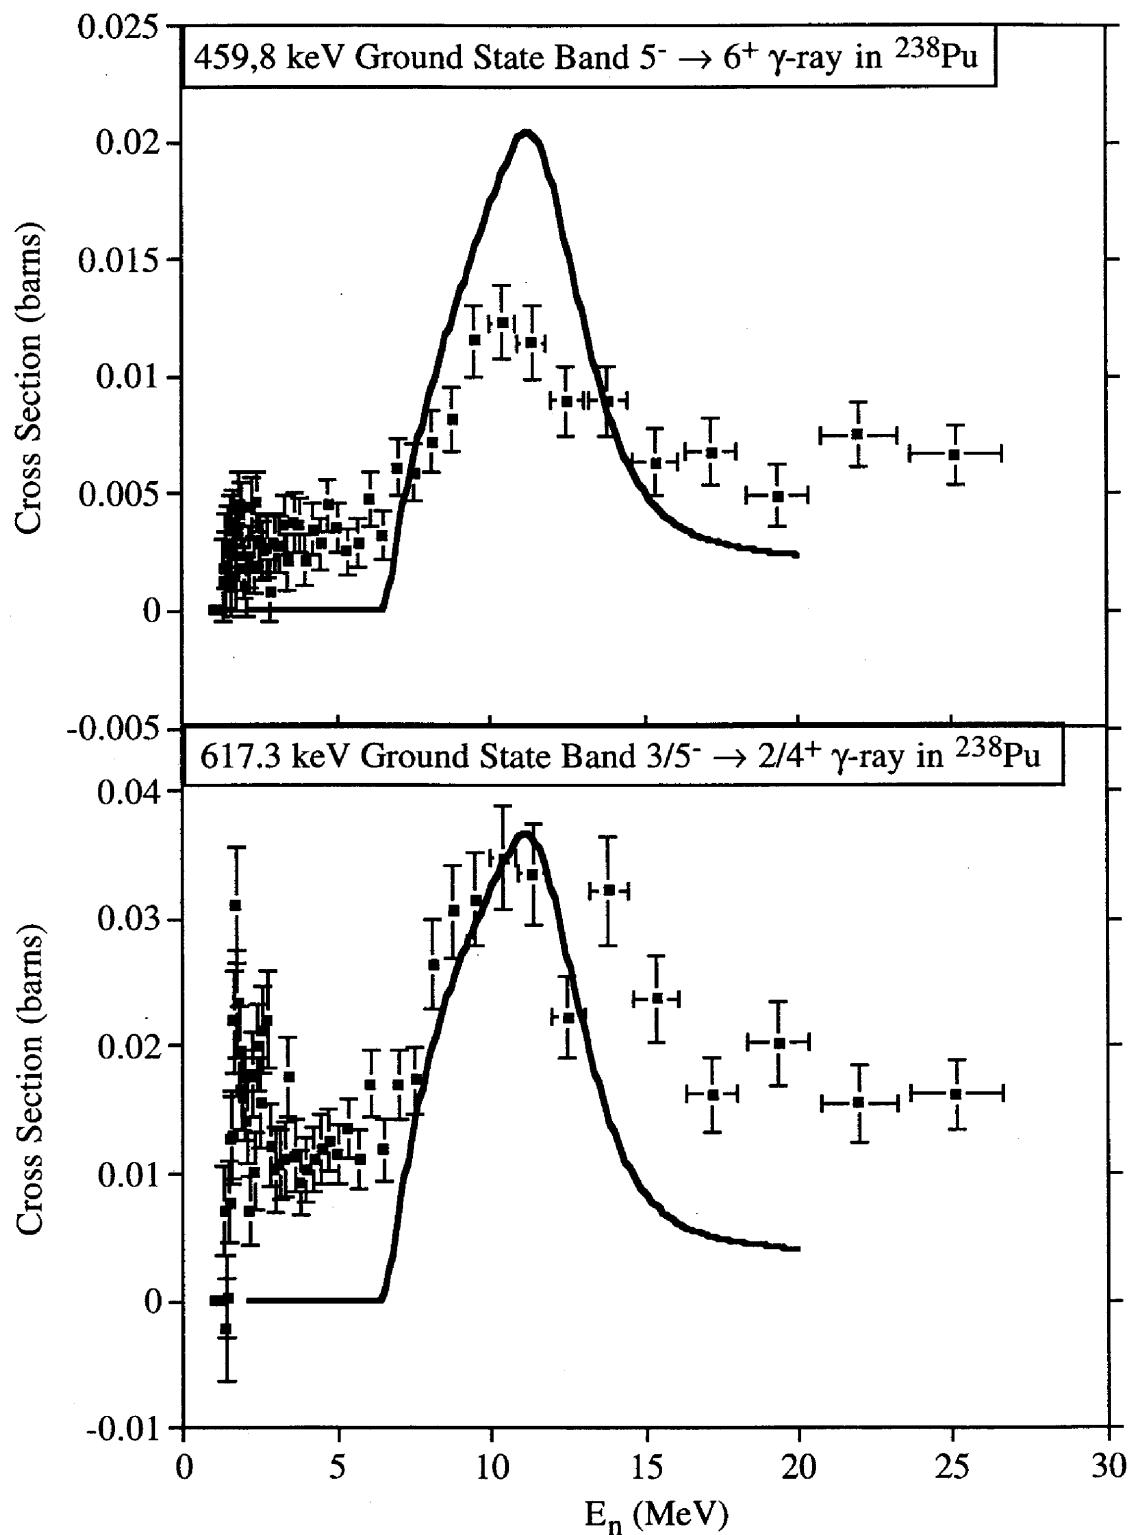 459,8 keV Ground State Band 5⁻ → 6⁺ γ-ray in ²³⁸Pu
0.025
0.02
0.015
0.01
0.005
0
-0.005
Cross Section (barns)
617.3 keV Ground State Band 3/5⁻ → 2/4⁺ γ-ray in ²³⁸Pu
0.04
0.03
0.02
0.01
0
-0.01
Cross Section (barns)
0 5 10 15 20 25 30
Eₙ (MeV)